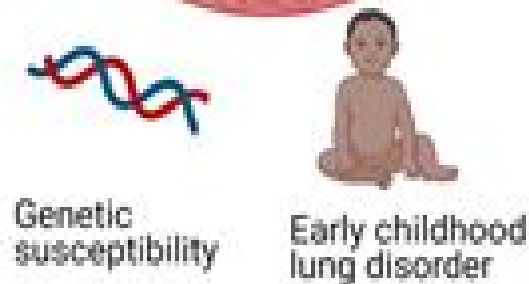 Genetic
susceptibility
Early childhood
lung disorder